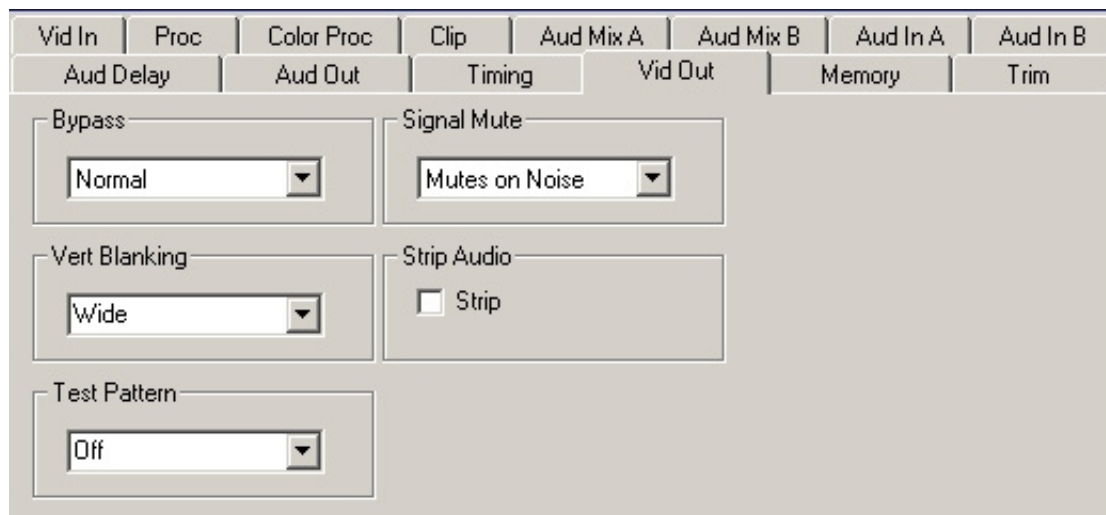 Vid In Proc Color Proc Clip Aud Mix A Aud Mix B Aud In A Aud In B
Aud Delay Aud Out Timing Vid Out Memory Trim
Bypass Signal Mute
Normal Mutes on Noise
Vert Blanking Strip Audio
Wide Strip
Test Pattern
Off